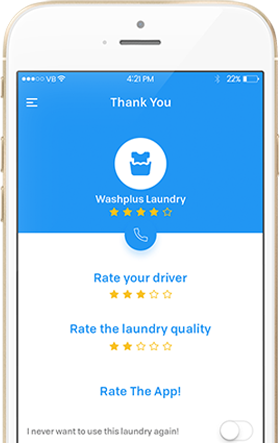 VB 4:21 PM 22%
Thank You
Washplus Laundry
Rate your driver
Rate the laundry quality
Rate The App!
I never want to use this laundry again!